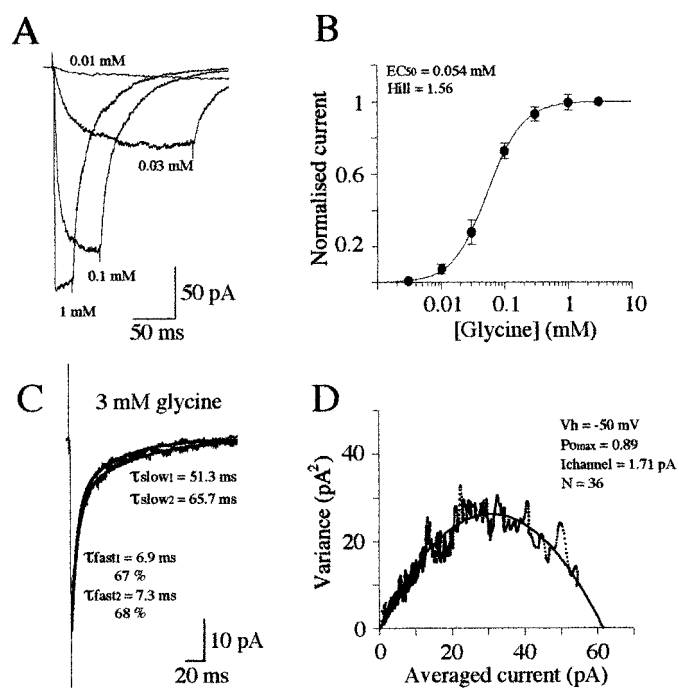 A
0.01 mM
0.03 mM
0.1 mM
1 mM
50 pA
50 ms
B
EC50 = 0.054 mM
Hill = 1.56
Normalised current
1
0.6
0.2
0.01
0.1
1
10
[Glycine] (mM)
C
3 mM glycine
τslow1 = 51.3 ms
τslow2 = 65.7 ms
τfast1 = 6.9 ms
67 %
τfast2 = 7.3 ms
68 %
10 pA
20 ms
D
Vh = -50 mV
Pomax = 0.89
Ichannel = 1.71 pA
N = 36
Variance (pA²)
40
20
0
0
20
40
60
Averaged current (pA)